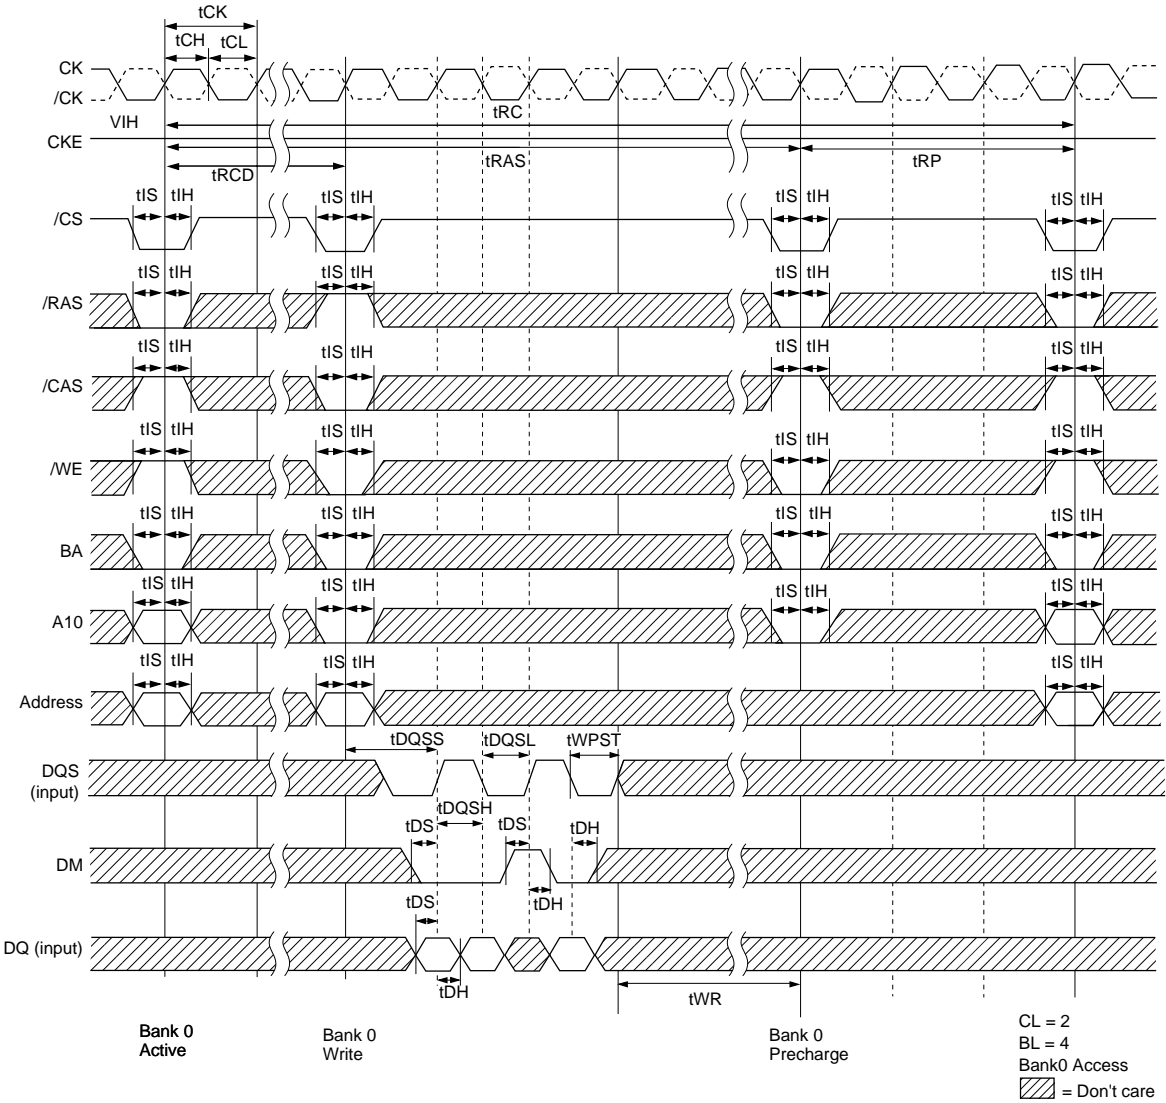 tCK
tCH tCL
CK
/CK
tRC
VIH
CKE
tRAS tRP
tRCD
tIS tIH tIS tIH tIS tIH tIS tIH
/CS
tIS tIH tIS tIH tIS tIH tIS tIH
/RAS
tIS tIH tIS tIH tIS tIH tIS tIH
/CAS
tIS tIH tIS tIH tIS tIH tIS tIH
/WE
tIS tIH tIS tIH tIS tIH tIS tIH
BA
tIS tIH tIS tIH tIS tIH tIS tIH
A10
tIS tIH tIS tIH tIS tIH
Address
tDQSS tDQSL tWPST
DQS
(input)
tDQSH
tDS tDS tDH
DM
tDH
tDS
DQ (input)
tDH
tWR
Bank 0
Active
Bank 0
Write
Bank 0
Precharge
CL = 2
BL = 4
Bank0 Access
= Don't care